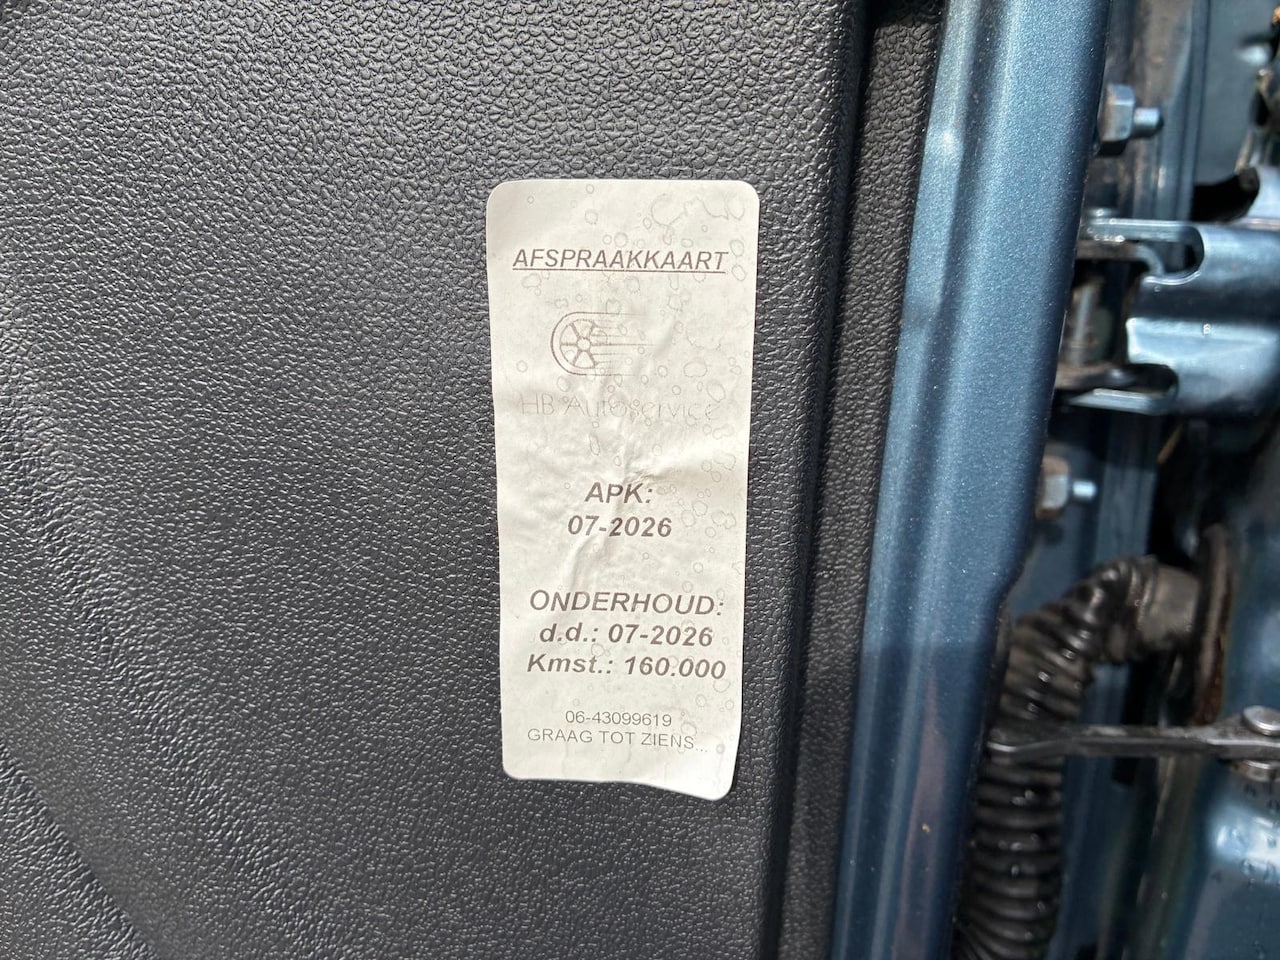 AFSPRAAKKAART
HB Autoservice
APK:
07-2026
ONDERHOUD:
d.d.: 07-2026
Kmst.: 160.000
06-43099619
GRAAG TOT ZIENS...